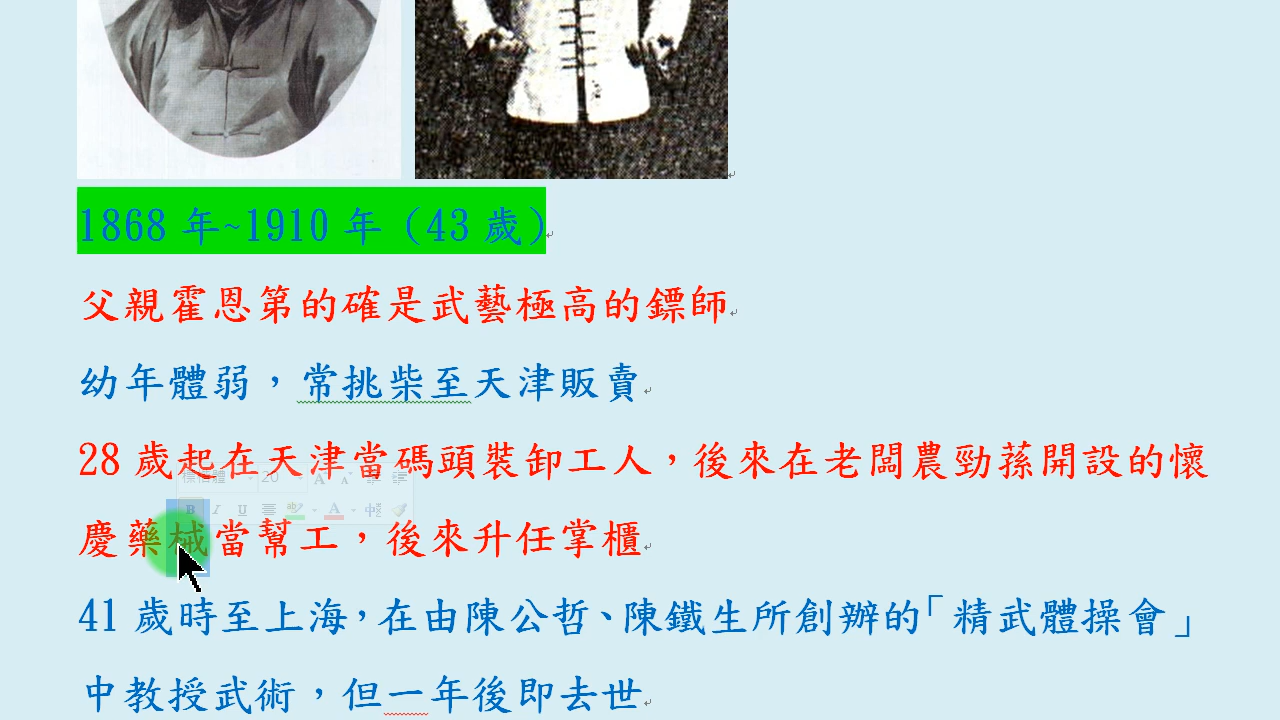 1868 年~1910 年（43 歲）
父親霍恩第的確是武藝極高的鏢師
幼年體弱，常挑柴至天津販賣
28 歲起在天津當碼頭裝卸工人，後來在老闆農勁蓀開設的懷
慶藥械當幫工，後來升任掌櫃
41 歲時至上海，在由陳公哲、陳鐵生所創辦的「精武體操會」
中教授武術，但一年後即去世